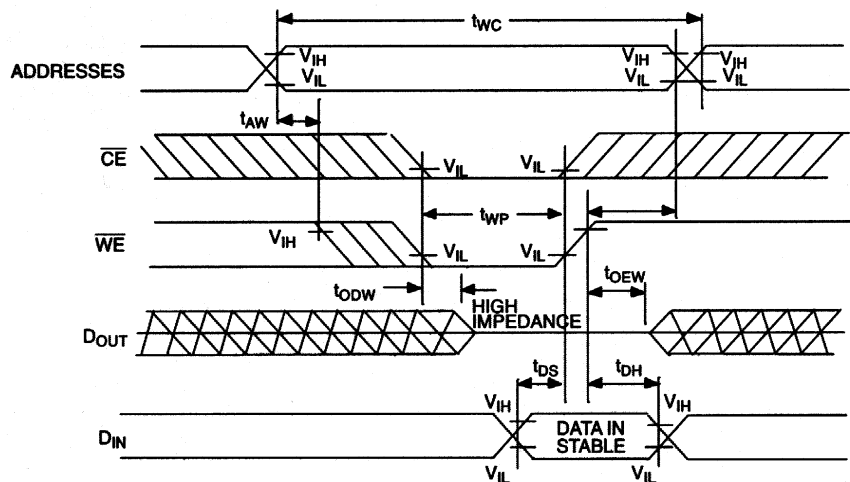 tWC
ADDRESSES
VIH
VIL
VIH
VIL
VIH
VIL
tAW
CE
VIL
VIL
tWP
WE
VIH
VIL
VIL
tODW
HIGH
IMPEDANCE
tOEW
DOUT
tDS
tDH
VIH
VIH
DIN
DATA IN
STABLE
VIL
VIL